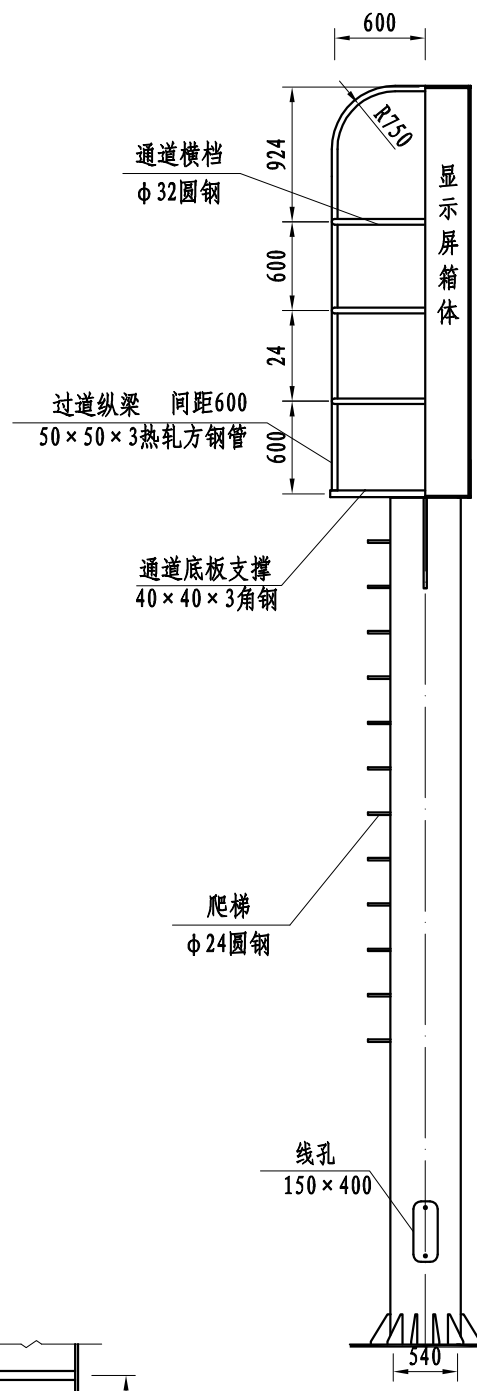 600
R750
924
通道横档
ф32圆钢
显示屏箱体
600
24
过道纵梁 间距600
50×50×3热轧方钢管
600
通道底板支撑
40×40×3角钢
爬梯
ф24圆钢
线孔
150×400
540